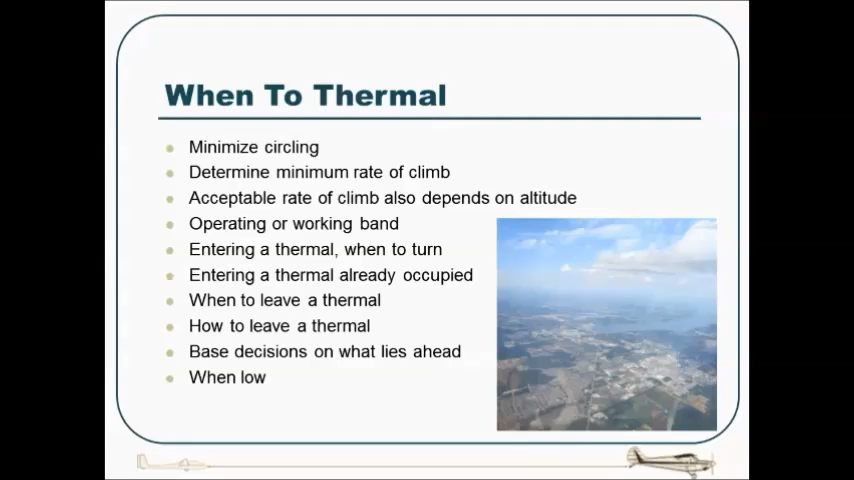 When To Thermal
Minimize circling
Determine minimum rate of climb
Acceptable rate of climb also depends on altitude
Operating or working band
Entering a thermal, when to turn
Entering a thermal already occupied
When to leave a thermal
How to leave a thermal
Base decisions on what lies ahead
When low